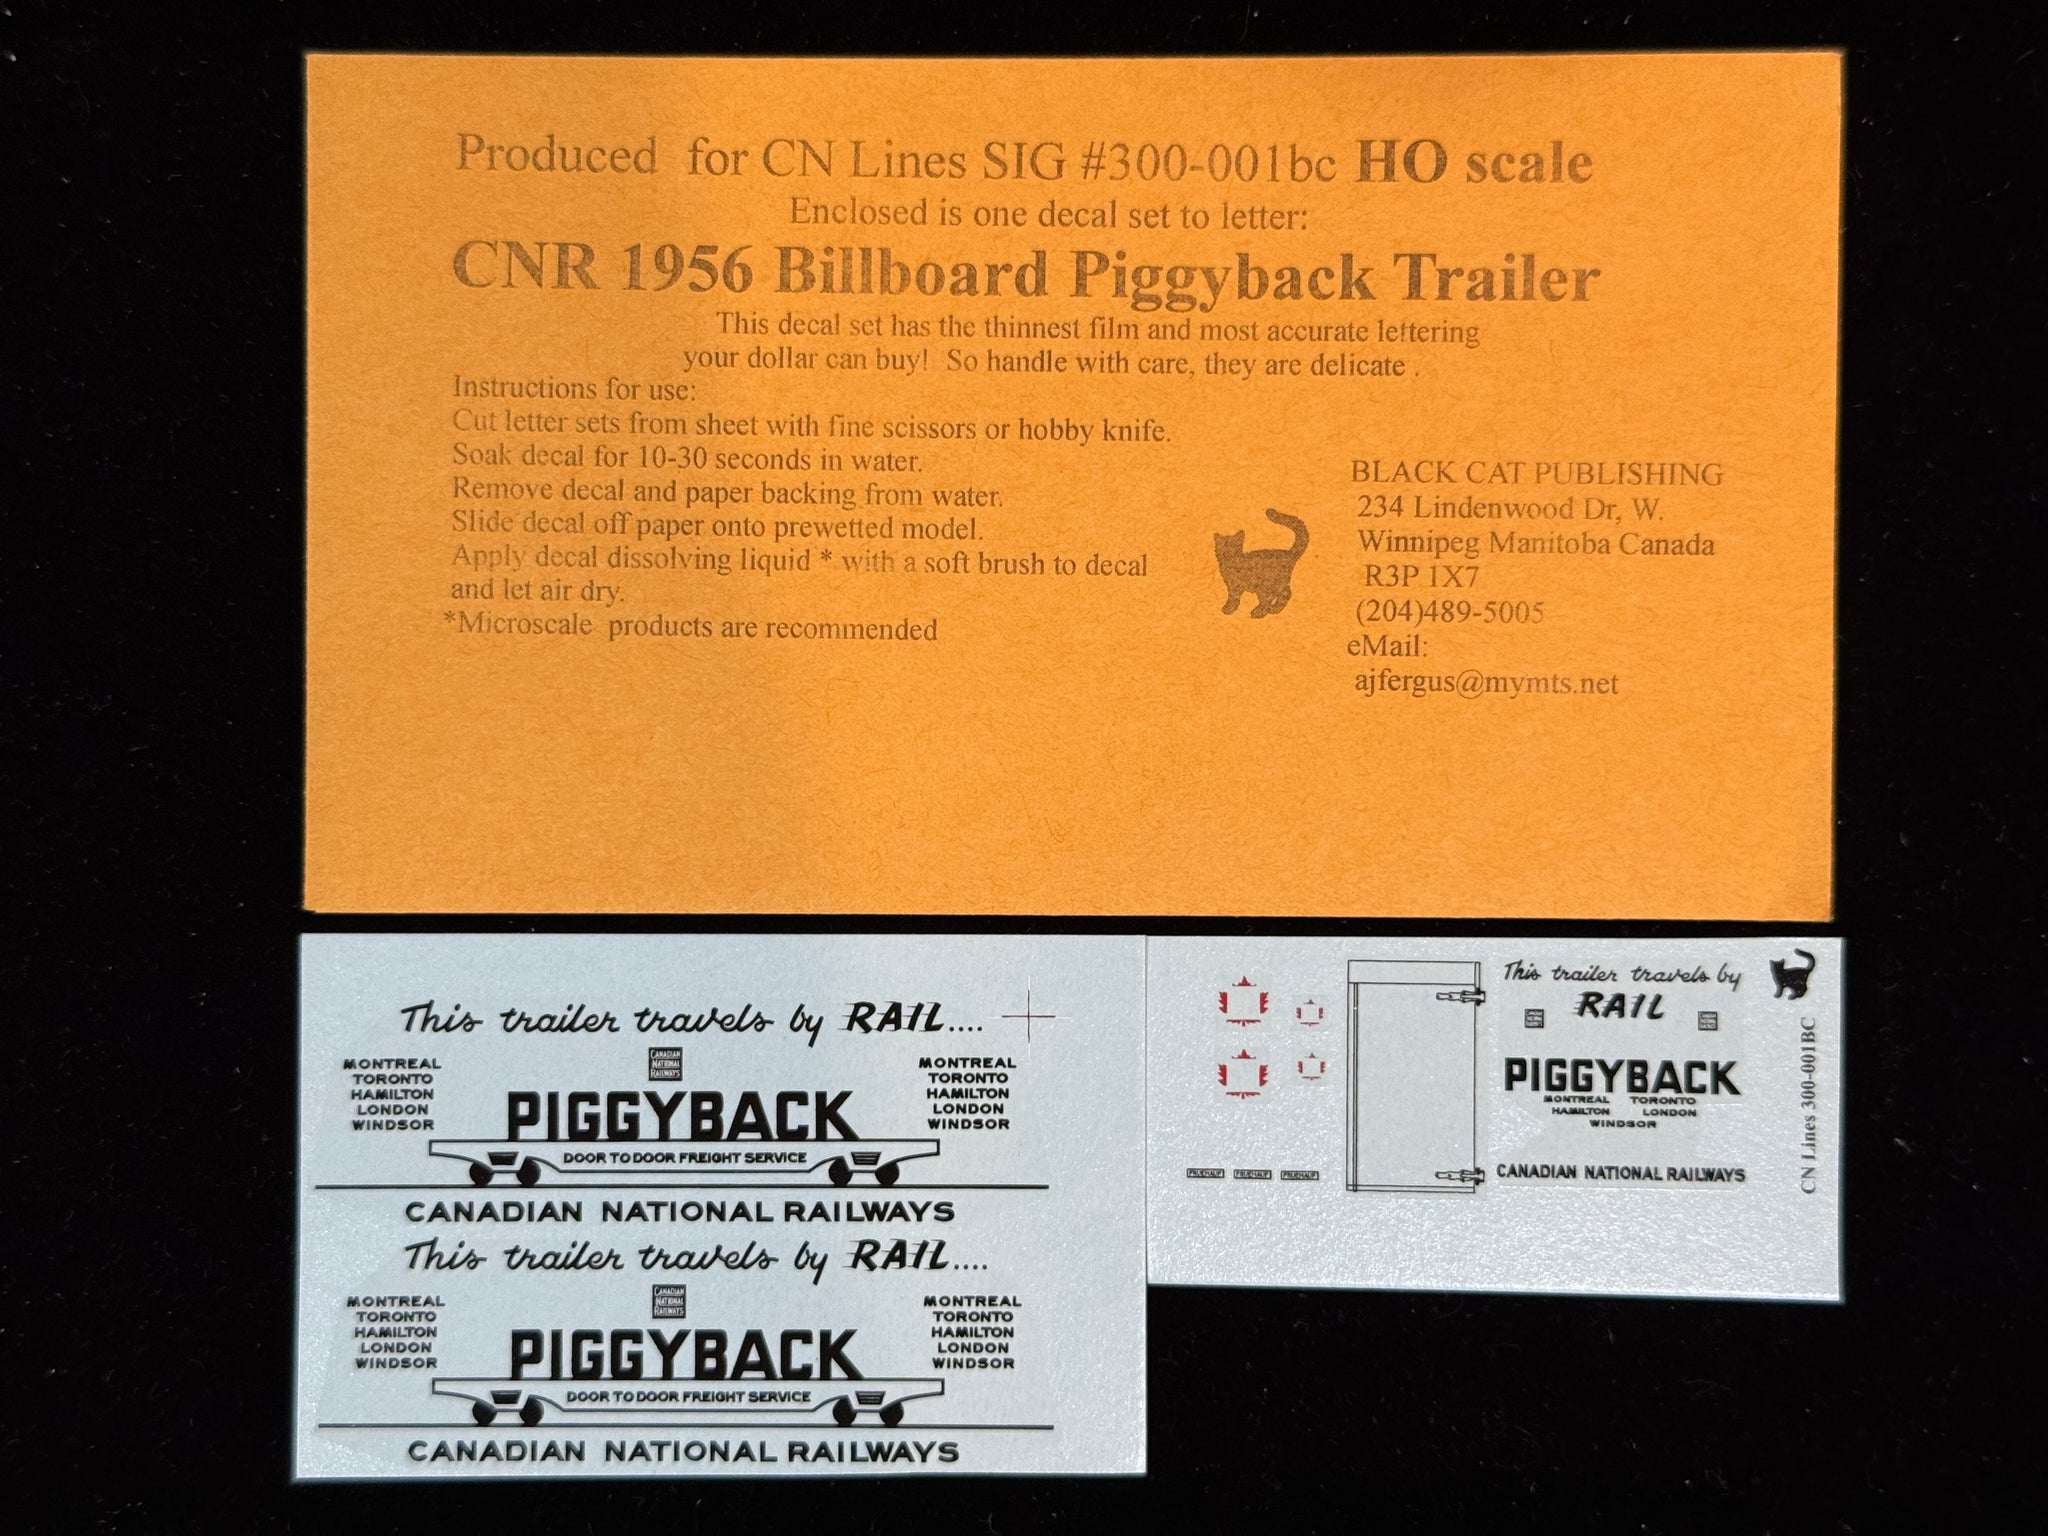 Produced for CN Lines SIG #300-001bc HO scale
Enclosed is one decal set to letter:
CNR 1956 Billboard Piggyback Trailer
This decal set has the thinnest film and most accurate lettering
your dollar can buy! So handle with care, they are delicate .
Instructions for use:
Cut letter sets from sheet with fine scissors or hobby knife.
Soak decal for 10-30 seconds in water.
Remove decal and paper backing from water.
Slide decal off paper onto prewetted model.
Apply decal dissolving liquid * with a soft brush to decal
and let air dry.
*Microscale products are recommended
BLACK CAT PUBLISHING
234 Lindenwood Dr, W.
Winnipeg Manitoba Canada
R3P 1X7
(204)489-5005
eMail:
ajfergus@mymts.net
This trailer travels by RAIL....
CANADIAN
NATIONAL
RAILWAYS
MONTREAL
TORONTO
HAMILTON
LONDON
WINDSOR
PIGGYBACK
MONTREAL
TORONTO
HAMILTON
LONDON
WINDSOR
DOOR TO DOOR FREIGHT SERVICE
CANADIAN NATIONAL RAILWAYS
This trailer travels by RAIL....
CANADIAN
NATIONAL
RAILWAYS
MONTREAL
TORONTO
HAMILTON
LONDON
WINDSOR
PIGGYBACK
MONTREAL
TORONTO
HAMILTON
LONDON
WINDSOR
DOOR TO DOOR FREIGHT SERVICE
CANADIAN NATIONAL RAILWAYS
FRUEHAUF FRUEHAUF FRUEHAUF
This trailer travels by
RAIL
PIGGYBACK
MONTREAL TORONTO
HAMILTON LONDON
WINDSOR
CANADIAN NATIONAL RAILWAYS
CN Lines 300-001BC